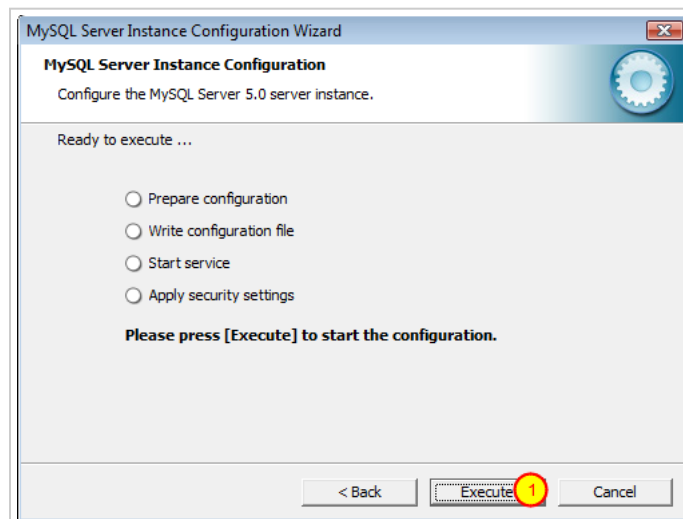 MySQL Server Instance Configuration Wizard
MySQL Server Instance Configuration
Configure the MySQL Server 5.0 server instance.
Ready to execute ...
Prepare configuration
Write configuration file
Start service
Apply security settings
Please press [Execute] to start the configuration.
< Back Execute 1 Cancel